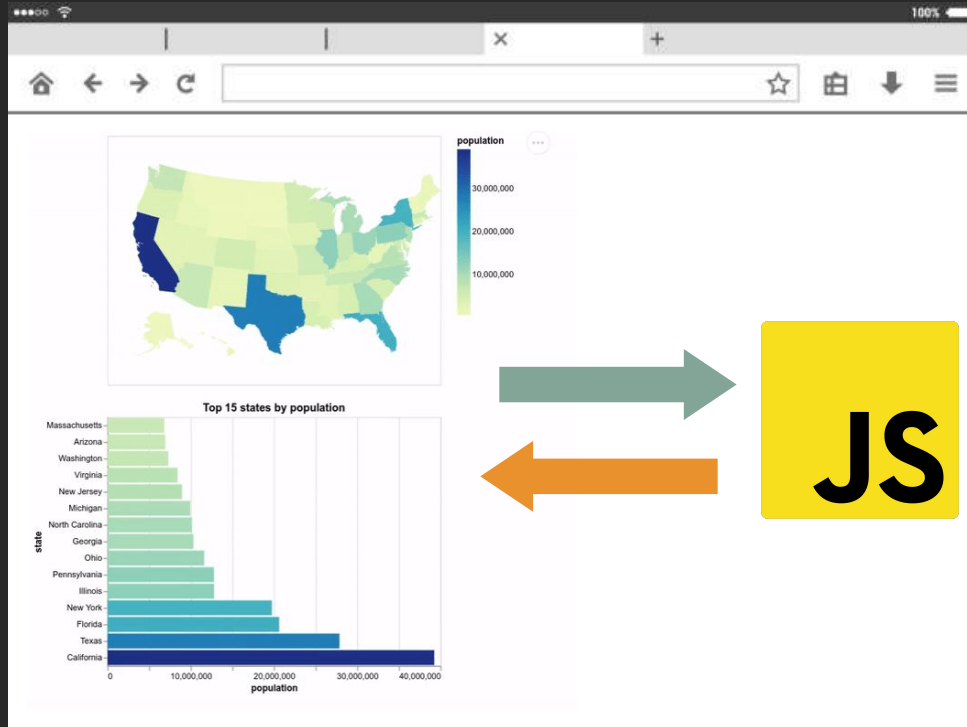 100%
population
30,000,000
20,000,000
10,000,000
Top 15 states by population
Massachusetts
Arizona
Washington
Virginia
New Jersey
Michigan
North Carolina
Georgia
Ohio
Pennsylvania
Illinois
New York
Florida
Texas
California
state
0 10,000,000 20,000,000 30,000,000 40,000,000
population
JS